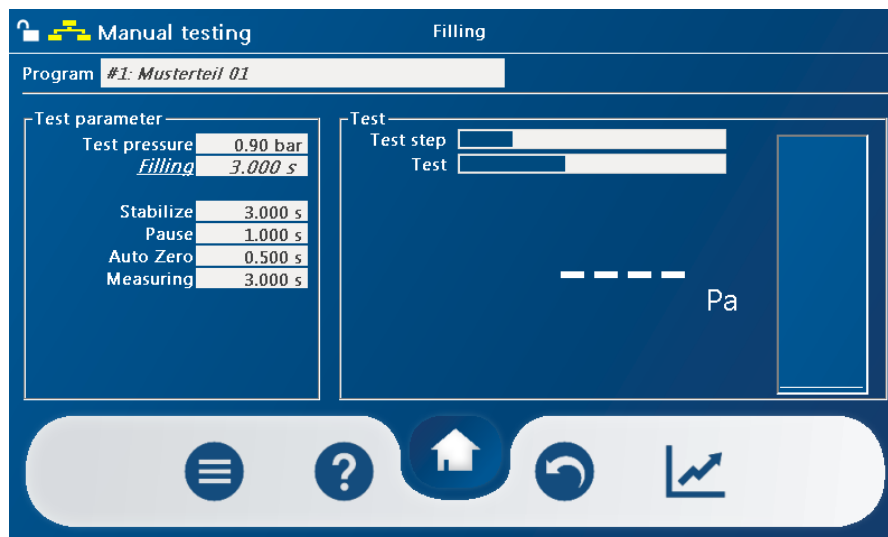 Manual testing Filling
Program #1: Musterteil 01
Test parameter
Test pressure 0.90 bar
Filling 3.000 s
Stabilize 3.000 s
Pause 1.000 s
Auto Zero 0.500 s
Measuring 3.000 s
Test
Test step
Test
– – – –
Pa
?